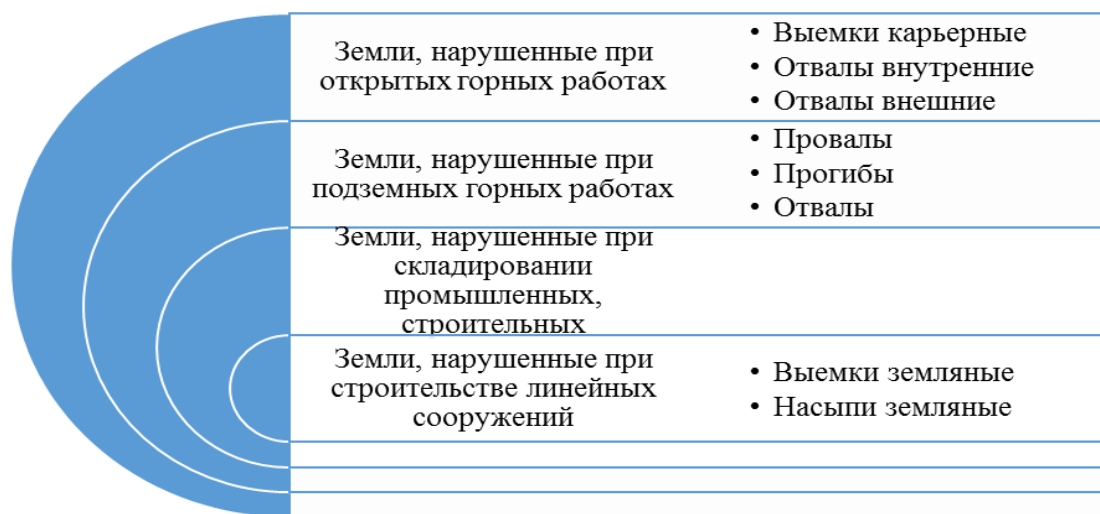 Земли, нарушенные при
открытых горных работах
• Выемки карьерные
• Отвалы внутренние
• Отвалы внешние
Земли, нарушенные при
подземных горных работах
• Провалы
• Прогибы
• Отвалы
Земли, нарушенные при
складировании
промышленных,
строительных
Земли, нарушенные при
строительстве линейных
сооружений
• Выемки земляные
• Насыпи земляные